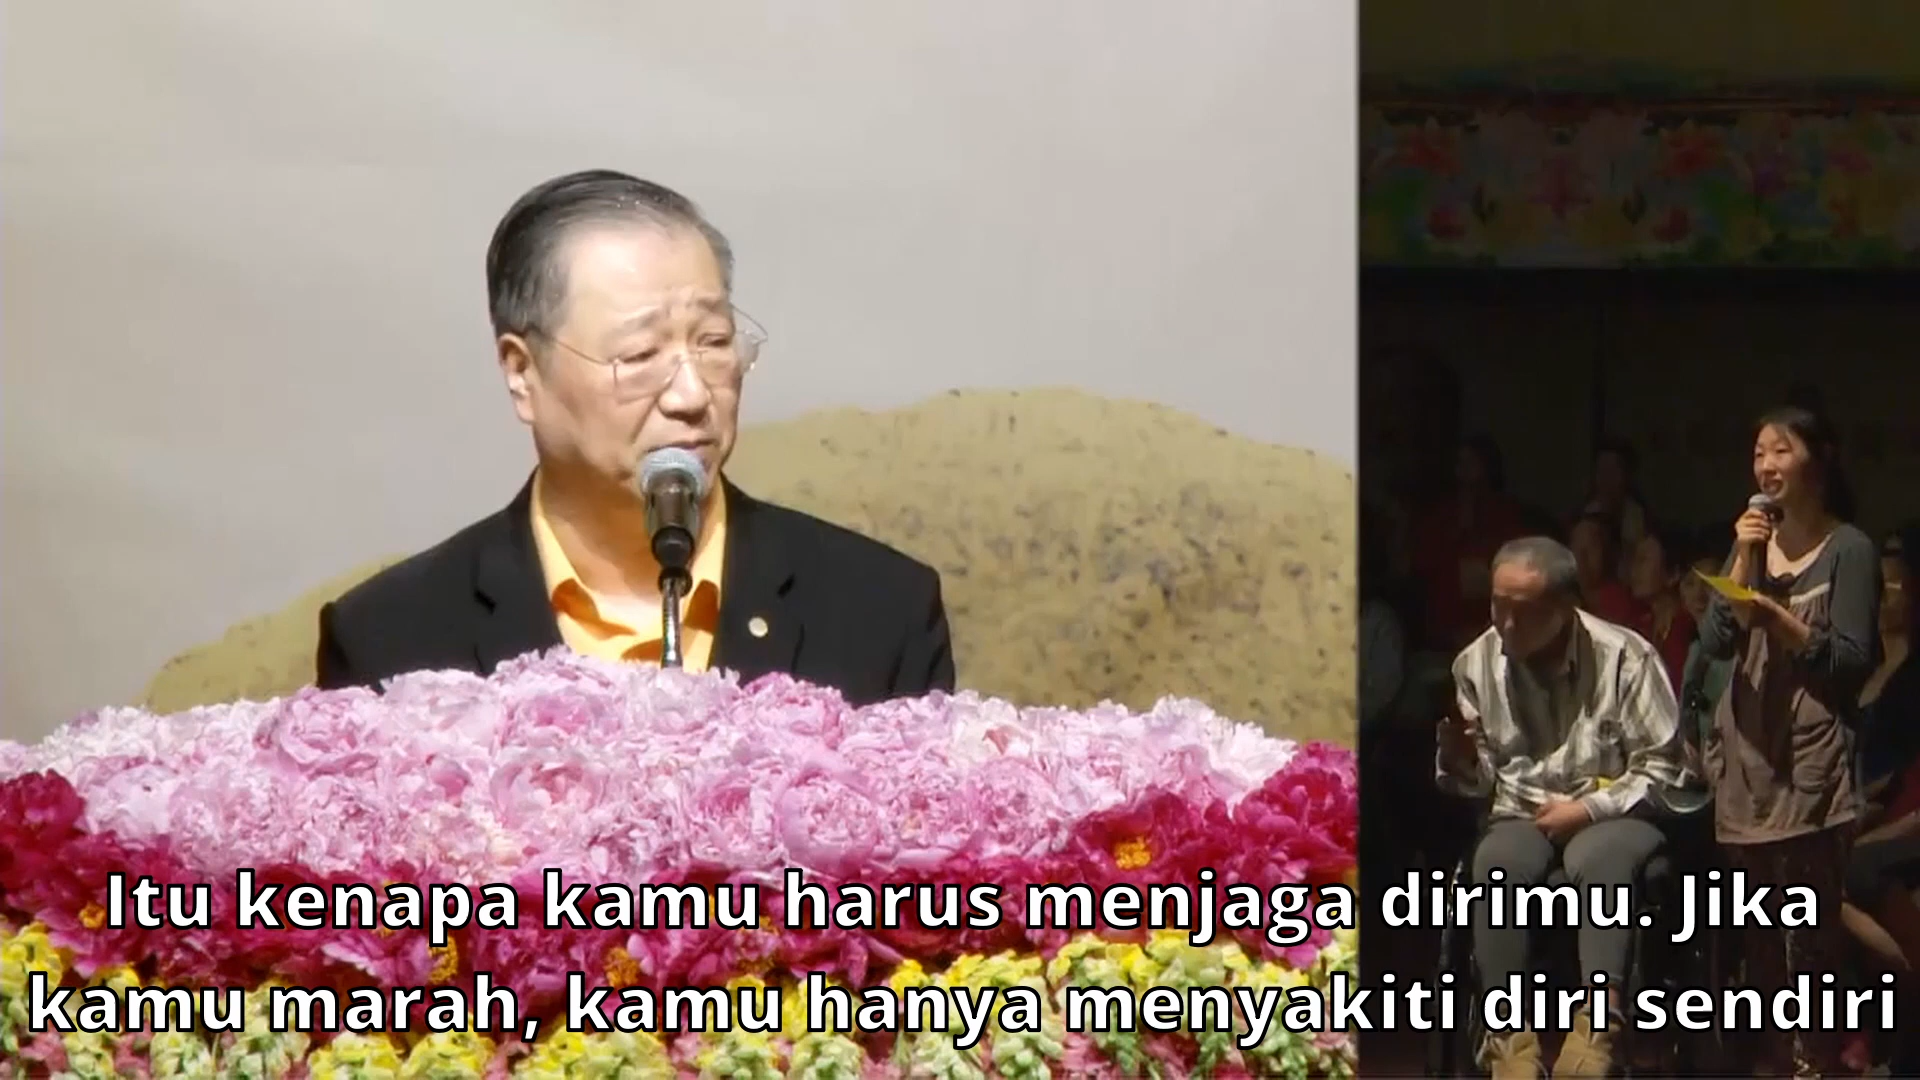 Itu kenapa kamu harus menjaga dirimu. Jika
kamu marah, kamu hanya menyakiti diri sendiri